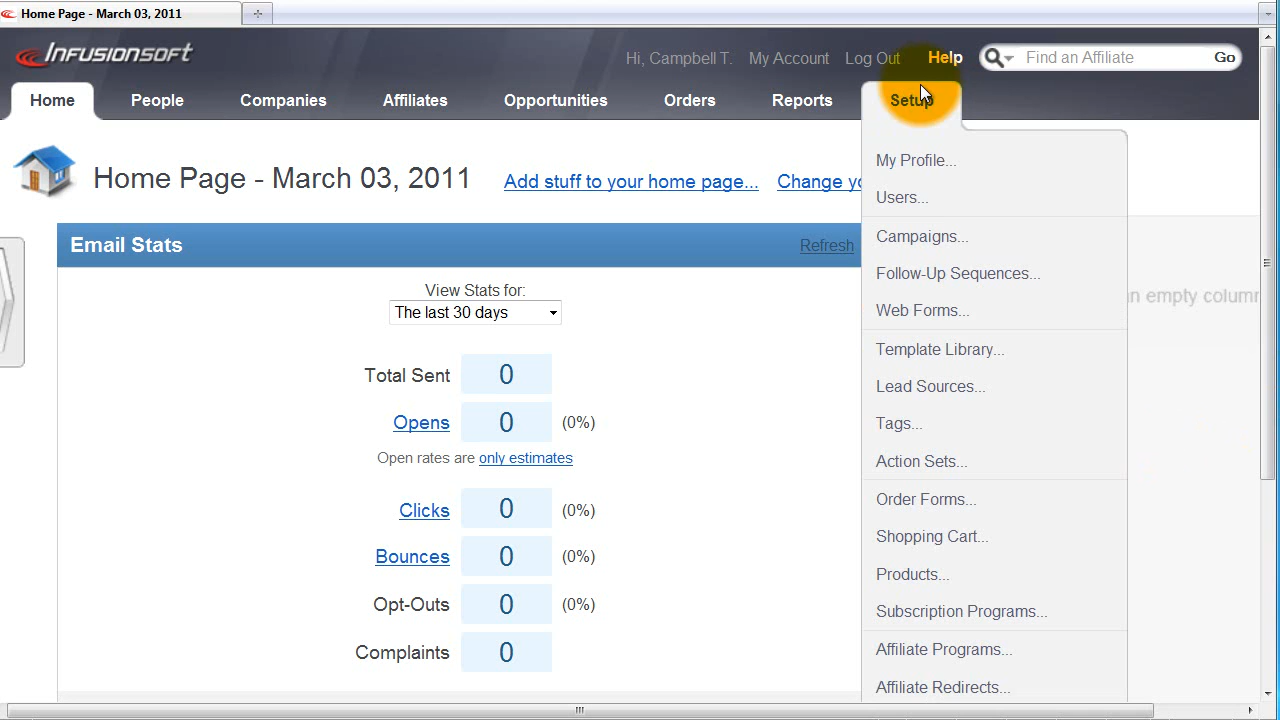 Home Page - March 03, 2011
Infusionsoft
Hi, Campbell T. My Account Log Out Help Find an Affiliate Go
Home People Companies Affiliates Opportunities Orders Reports Setup
Home Page - March 03, 2011 Add stuff to your home page... Change yo
Email Stats Refresh
View Stats for:
The last 30 days
Total Sent 0
Opens 0 (0%)
Open rates are only estimates
Clicks 0 (0%)
Bounces 0 (0%)
Opt-Outs 0 (0%)
Complaints 0
My Profile...
Users...
Campaigns...
Follow-Up Sequences...
Web Forms...
Template Library...
Lead Sources...
Tags...
Action Sets...
Order Forms...
Shopping Cart...
Products...
Subscription Programs...
Affiliate Programs...
Affiliate Redirects...
an empty column